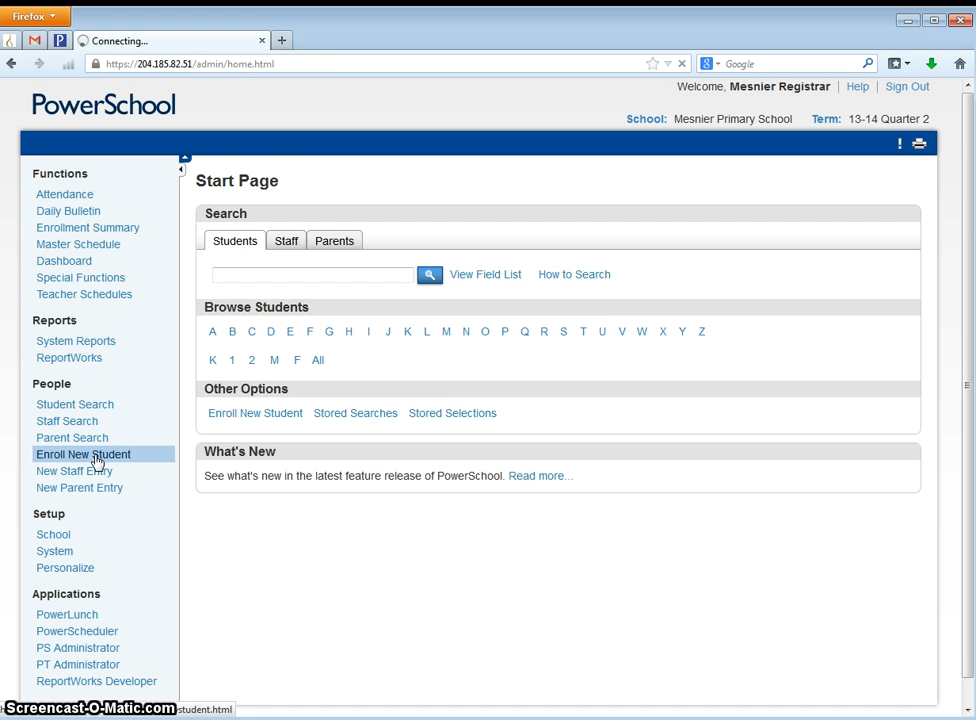 Firefox
Connecting...
https://204.185.82.51/admin/home.html
Google
Welcome, Mesnier Registrar | Help | Sign Out
PowerSchool
School: Mesnier Primary School Term: 13-14 Quarter 2
Functions
Attendance
Daily Bulletin
Enrollment Summary
Master Schedule
Dashboard
Special Functions
Teacher Schedules
Reports
System Reports
ReportWorks
People
Student Search
Staff Search
Parent Search
Enroll New Student
New Staff Entry
New Parent Entry
Setup
School
System
Personalize
Applications
PowerLunch
PowerScheduler
PS Administrator
PT Administrator
ReportWorks Developer
Start Page
Search
Students Staff Parents
View Field List How to Search
Browse Students
A B C D E F G H I J K L M N O P Q R S T U V W X Y Z
K 1 2 M F All
Other Options
Enroll New Student Stored Searches Stored Selections
What's New
See what's new in the latest feature release of PowerSchool. Read more...
Screencast-O-Matic.com
student.html